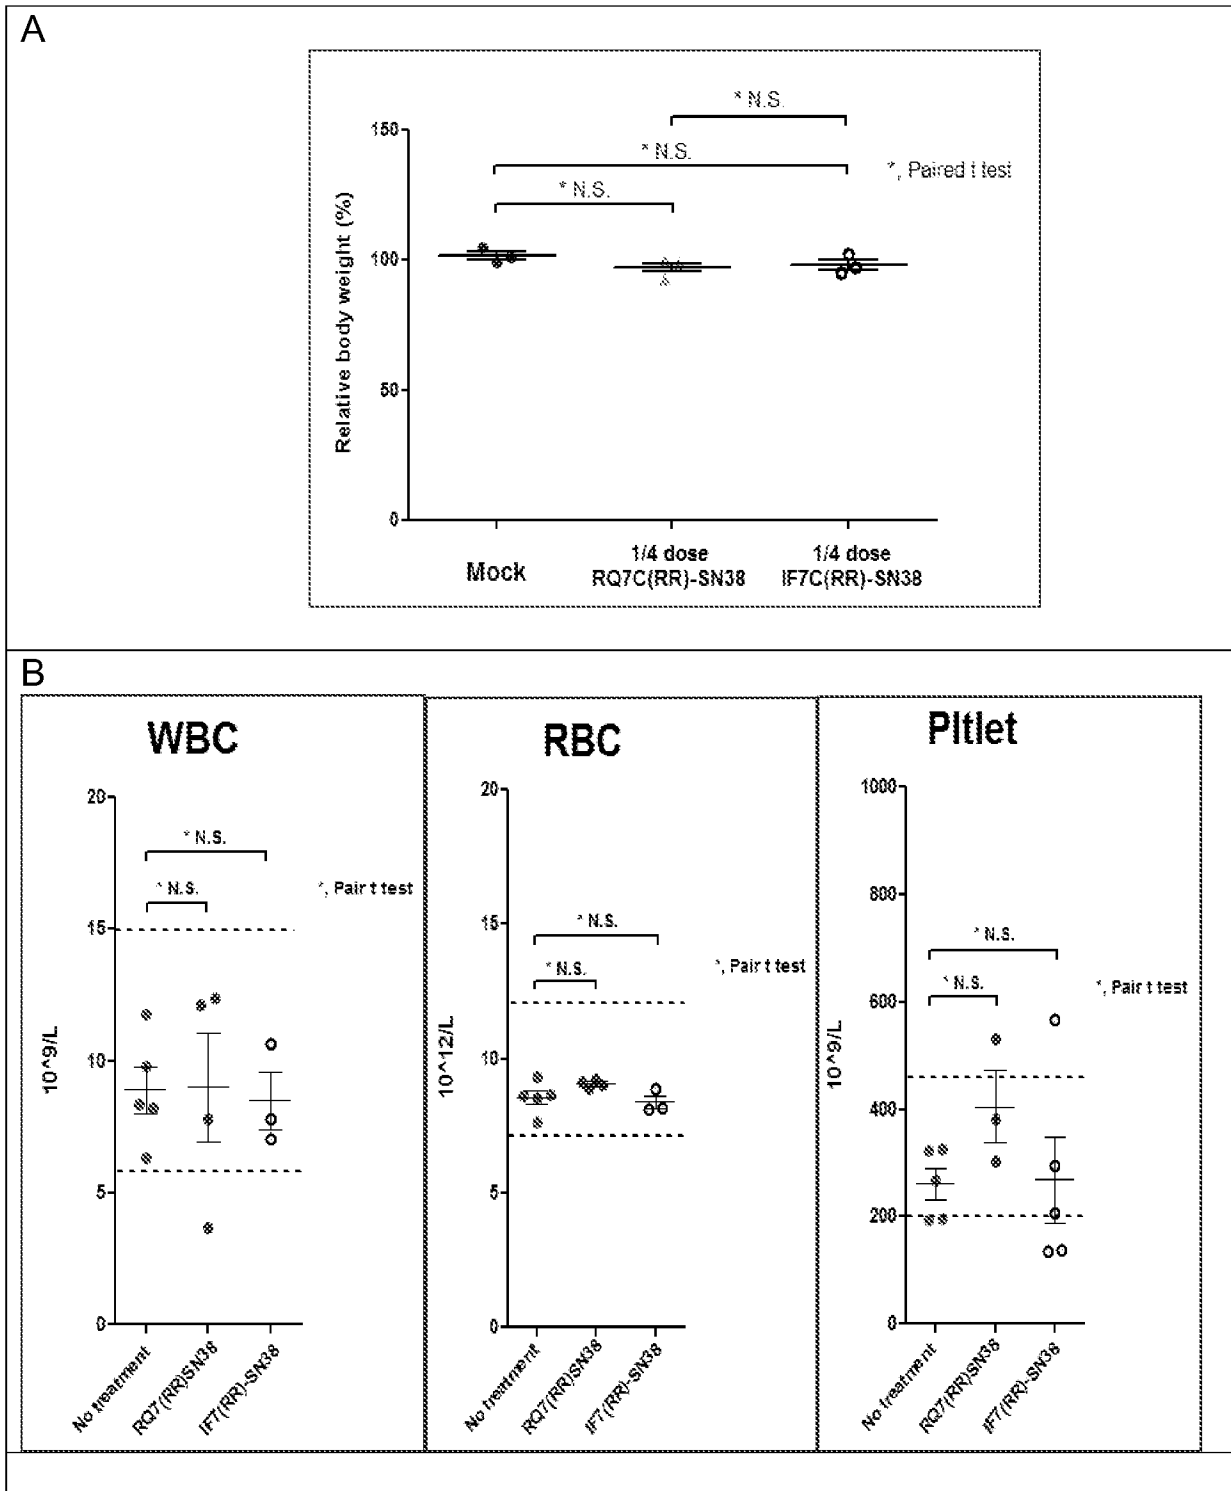 A
* N.S.
150
* N.S.
*, Paired t test
* N.S.
100
Relative body weight (%)
50
0
Mock
1/4 dose
RQ7C(RR)-SN38
1/4 dose
IF7C(RR)-SN38
B
WBC
20
* N.S.
* N.S.
*, Pair t test
15
10
10^9/L
5
0
No treatment
RQ7(RR)SN38
IF7(RR)-SN38
RBC
20
15
* N.S.
* N.S.
*, Pair t test
10
10^12/L
5
0
No treatment
RQ7(RR)SN38
IF7(RR)-SN38
Pltlet
1000
800
* N.S.
* N.S.
*, Pair t test
600
10^9/L
400
200
0
No treatment
RQ7(RR)SN38
IF7(RR)-SN38